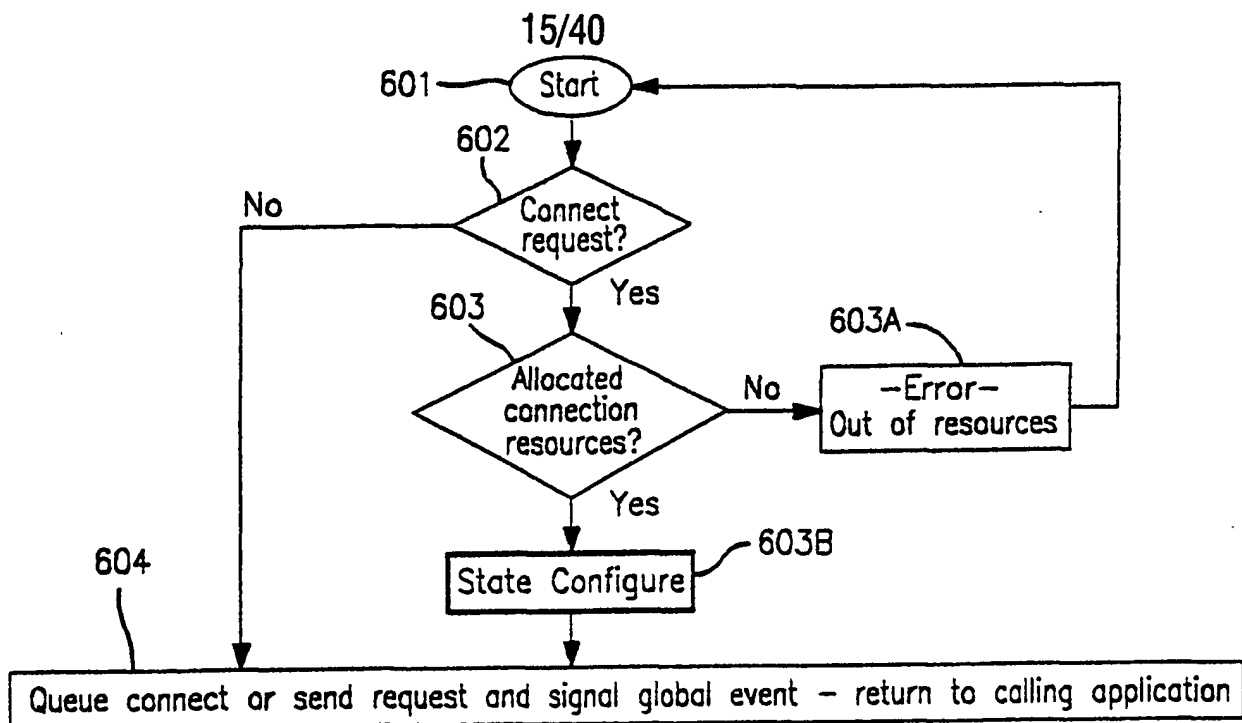 15/40
601
Start
602
No
Connect
request?
Yes
603
603A
Allocated
connection
resources?
No
-Error-
Out of resources
Yes
603B
604
State Configure
Queue connect or send request and signal global event - return to calling application